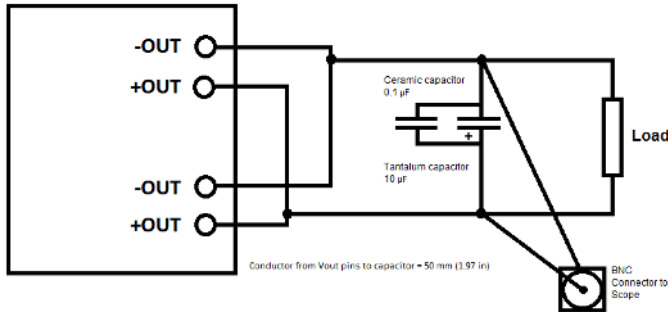 -OUT
+OUT
-OUT
+OUT
Ceramic capacitor
0.1 µF
+
Tantalum capacitor
10 µF
Load
Conductor from Vout pins to capacitor = 50 mm (1.97 in)
BNC
Connector to
Scope